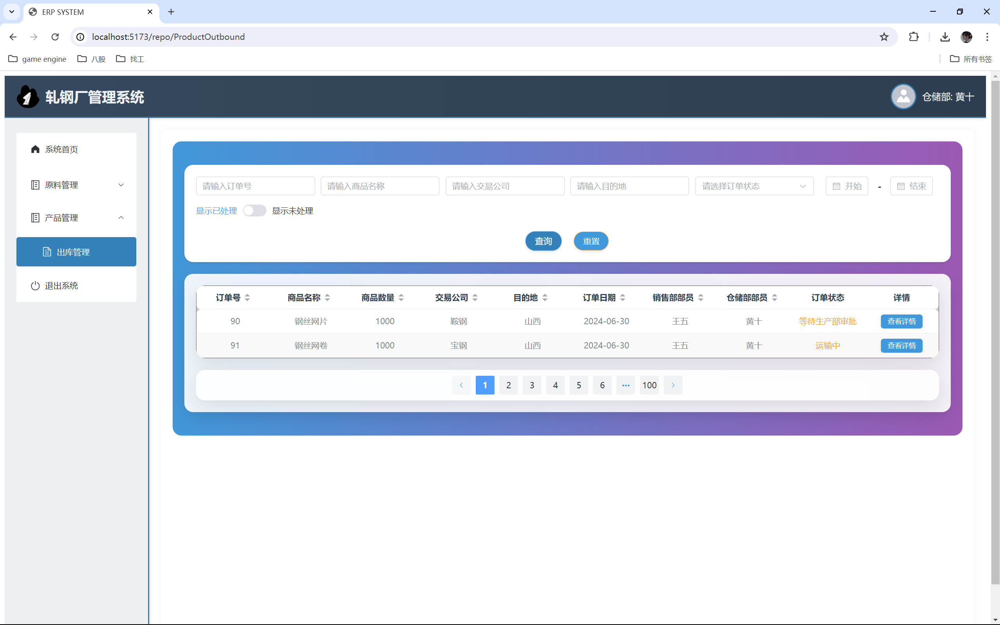 ERP SYSTEM
localhost:5173/repo/ProductOutbound
game engine 八股 找工 所有书签
轧钢厂管理系统 仓储部: 黄十
系统首页
原料管理
产品管理
出库管理
退出系统
请输入订单号 请输入商品名称 请输入交易公司 请输入目的地 请选择订单状态 开始 - 结束
显示已处理 显示未处理
查询 重置
订单号 商品名称 商品数量 交易公司 目的地 订单日期 销售部部员 仓储部部员 订单状态 详情
90 钢丝网片 1000 鞍钢 山西 2024-06-30 王五 黄十 等待生产部审批 查看详情
91 钢丝网卷 1000 宝钢 山西 2024-06-30 王五 黄十 运输中 查看详情
1 2 3 4 5 6 ••• 100